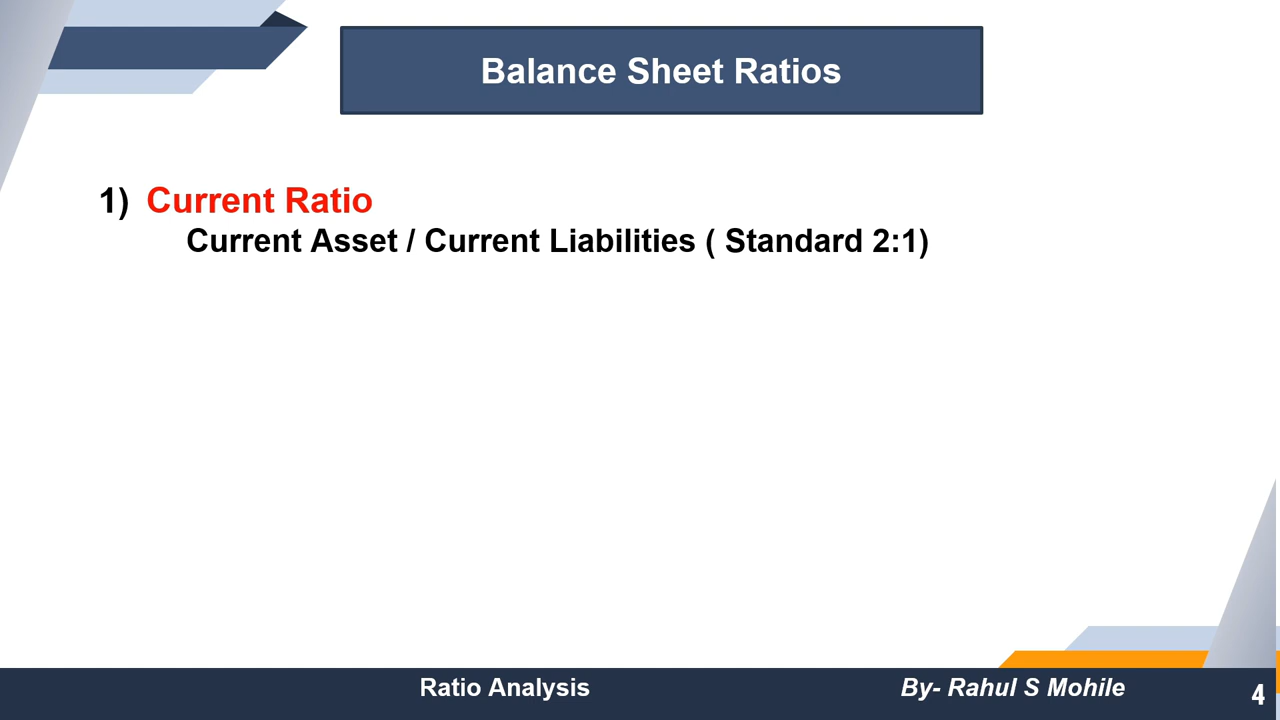 Balance Sheet Ratios
1) Current Ratio
Current Asset / Current Liabilities ( Standard 2:1)
Ratio Analysis
By- Rahul S Mohile
4